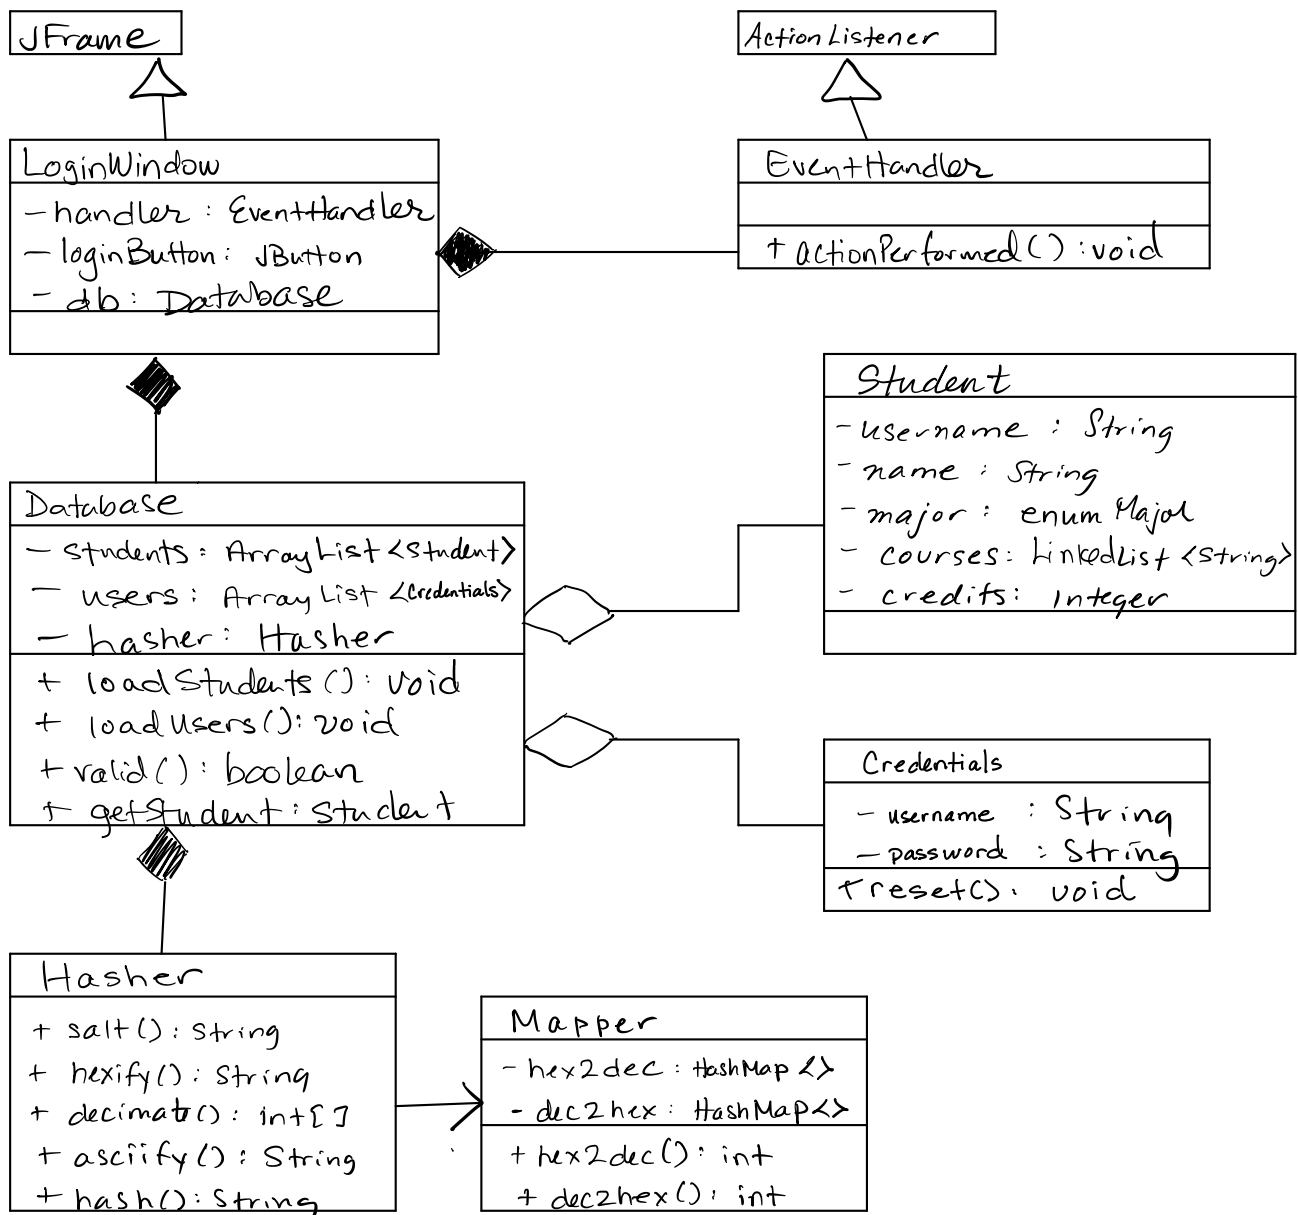 JFrame
ActionListener
LoginWindow
- handler : EventHandler
- loginButton: JButton
- db: Database
EventHandler
+ actionPerformed() : void
Student
- username : String
- name : String
- major : enum Major
- courses: LinkedList <String>
- credits: Integer
Database
- students: ArrayList <Student>
- users: ArrayList <Credentials>
- hasher: Hasher
+ loadStudents(): void
+ loadUsers(): void
+ valid(): boolean
+ getStudent: Student
Credentials
- username : String
- password : String
+ reset(): void
Hasher
+ salt(): String
+ hexify(): String
+ int[]
+ asciify(): String
+ hash(): String
Mapper
- hex2dec : HashMap <>
- dec2hex: HashMap<>
+ hex2dec(): int
+ dec2hex(): int